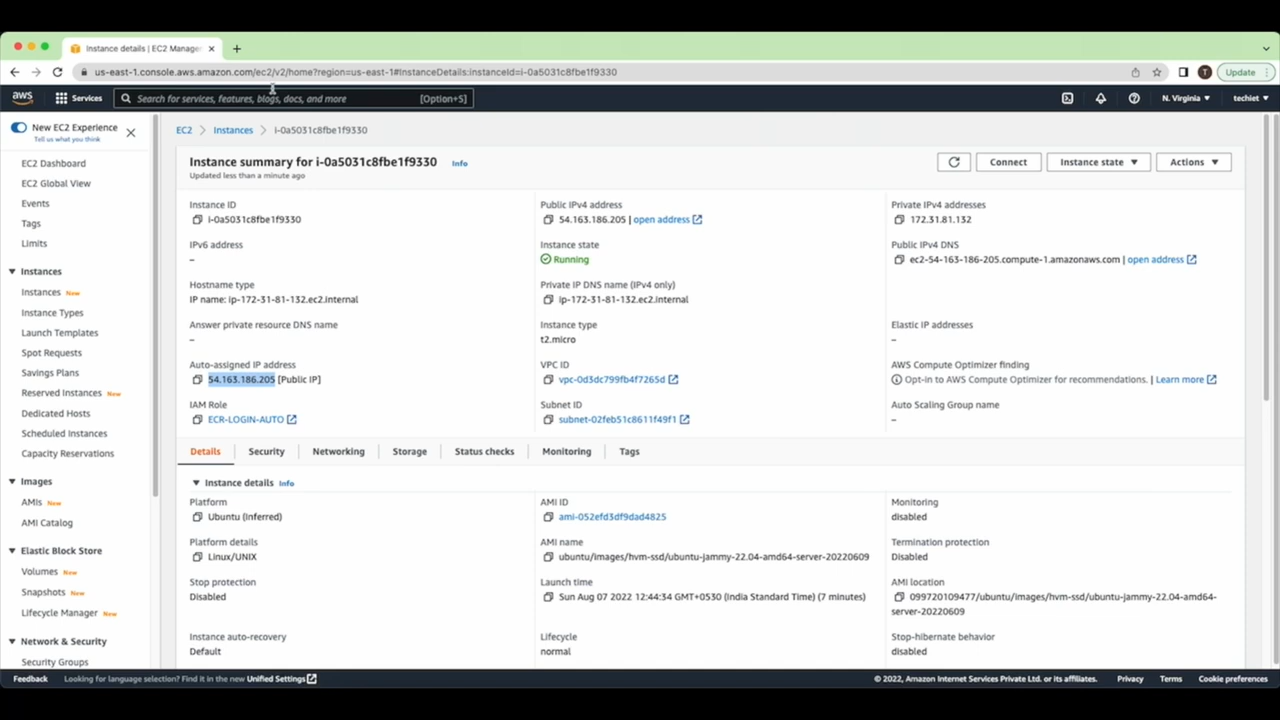 Instance details | EC2 Manage
us-east-1.console.aws.amazon.com/ec2/v2/home?region=us-east-1#InstanceDetails:instanceId=i-0a5031c8fbe1f9330
T
Update
aws
Services
Search for services, features, blogs, docs, and more
[Option+S]
N. Virginia
techiet
New EC2 Experience
Tell us what you think
EC2 Dashboard
EC2 Global View
Events
Tags
Limits
Instances
Instances New
Instance Types
Launch Templates
Spot Requests
Savings Plans
Reserved Instances New
Dedicated Hosts
Scheduled Instances
Capacity Reservations
Images
AMIs New
AMI Catalog
Elastic Block Store
Volumes New
Snapshots New
Lifecycle Manager New
Network & Security
Security Groups
EC2 > Instances > i-0a5031c8fbe1f9330
Instance summary for i-0a5031c8fbe1f9330 Info
Updated less than a minute ago
Connect
Instance state
Actions
Instance ID
i-0a5031c8fbe1f9330
Public IPv4 address
54.163.186.205 | open address
Private IPv4 addresses
172.31.81.132
IPv6 address
–
Instance state
Running
Public IPv4 DNS
ec2-54-163-186-205.compute-1.amazonaws.com | open address
Hostname type
IP name: ip-172-31-81-132.ec2.internal
Private IP DNS name (IPv4 only)
ip-172-31-81-132.ec2.internal
Answer private resource DNS name
–
Instance type
t2.micro
Elastic IP addresses
–
Auto-assigned IP address
54.163.186.205 [Public IP]
VPC ID
vpc-0d3dc799fb4f7265d
AWS Compute Optimizer finding
Opt-in to AWS Compute Optimizer for recommendations. | Learn more
IAM Role
ECR-LOGIN-AUTO
Subnet ID
subnet-02feb51c8611f49f1
Auto Scaling Group name
–
Details
Security
Networking
Storage
Status checks
Monitoring
Tags
Instance details Info
Platform
Ubuntu (Inferred)
AMI ID
ami-052efd3df9dad4825
Monitoring
disabled
Platform details
Linux/UNIX
AMI name
ubuntu/images/hvm-ssd/ubuntu-jammy-22.04-amd64-server-20220609
Termination protection
Disabled
Stop protection
Disabled
Launch time
Sun Aug 07 2022 12:44:34 GMT+0530 (India Standard Time) (7 minutes)
AMI location
099720109477/ubuntu/images/hvm-ssd/ubuntu-jammy-22.04-amd64-
server-20220609
Instance auto-recovery
Default
Lifecycle
normal
Stop-hibernate behavior
disabled
Feedback
Looking for language selection? Find it in the new Unified Settings
© 2022, Amazon Internet Services Private Ltd. or its affiliates.
Privacy
Terms
Cookie preferences